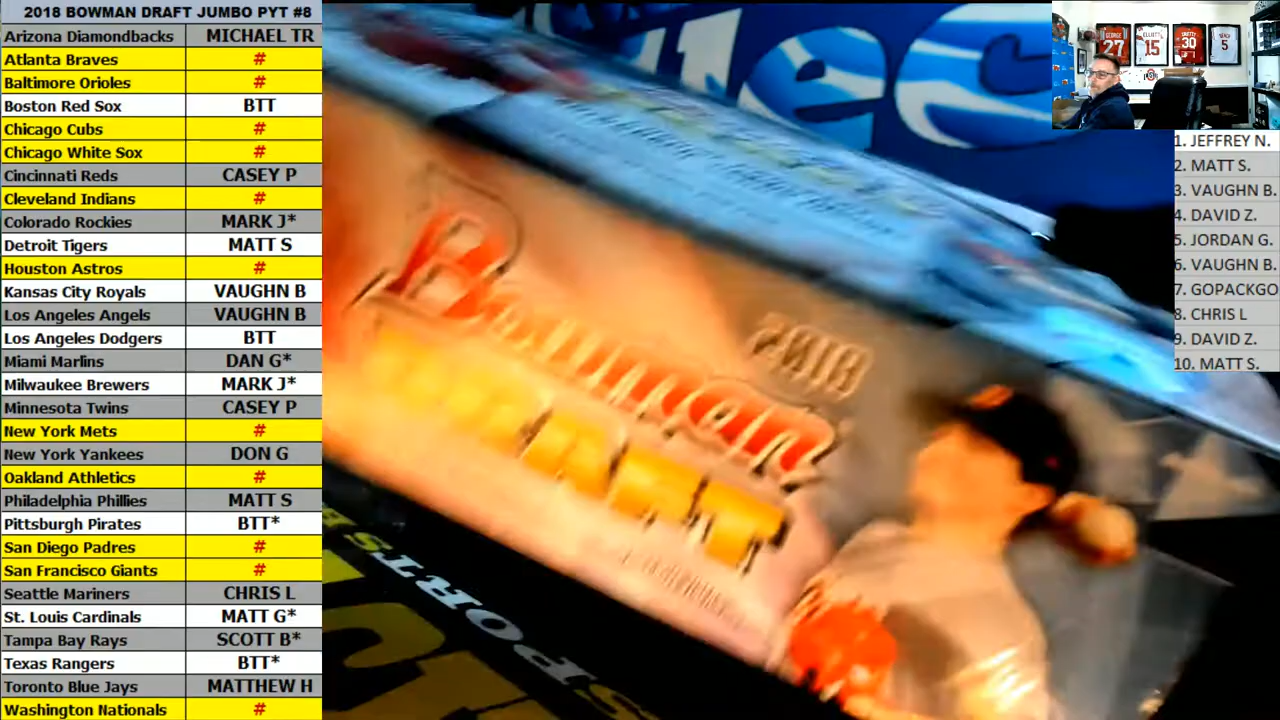 2018 BOWMAN DRAFT JUMBO PYT #8
Arizona Diamondbacks MICHAEL TR
Atlanta Braves #
Baltimore Orioles #
Boston Red Sox BTT
Chicago Cubs #
Chicago White Sox #
Cincinnati Reds CASEY P
Cleveland Indians #
Colorado Rockies MARK J*
Detroit Tigers MATT S
Houston Astros #
Kansas City Royals VAUGHN B
Los Angeles Angels VAUGHN B
Los Angeles Dodgers BTT
Miami Marlins DAN G*
Milwaukee Brewers MARK J*
Minnesota Twins CASEY P
New York Mets #
New York Yankees DON G
Oakland Athletics #
Philadelphia Phillies MATT S
Pittsburgh Pirates BTT*
San Diego Padres #
San Francisco Giants #
Seattle Mariners CHRIS L
St. Louis Cardinals MATT G*
Tampa Bay Rays SCOTT B*
Texas Rangers BTT*
Toronto Blue Jays MATTHEW H
Washington Nationals #
2018
Bowman
DRAFT
SPORTS
27
15
30
5
1. JEFFREY N.
2. MATT S.
3. VAUGHN B.
4. DAVID Z.
5. JORDAN G.
6. VAUGHN B.
7. GOPACKGO
8. CHRIS L
9. DAVID Z.
10. MATT S.